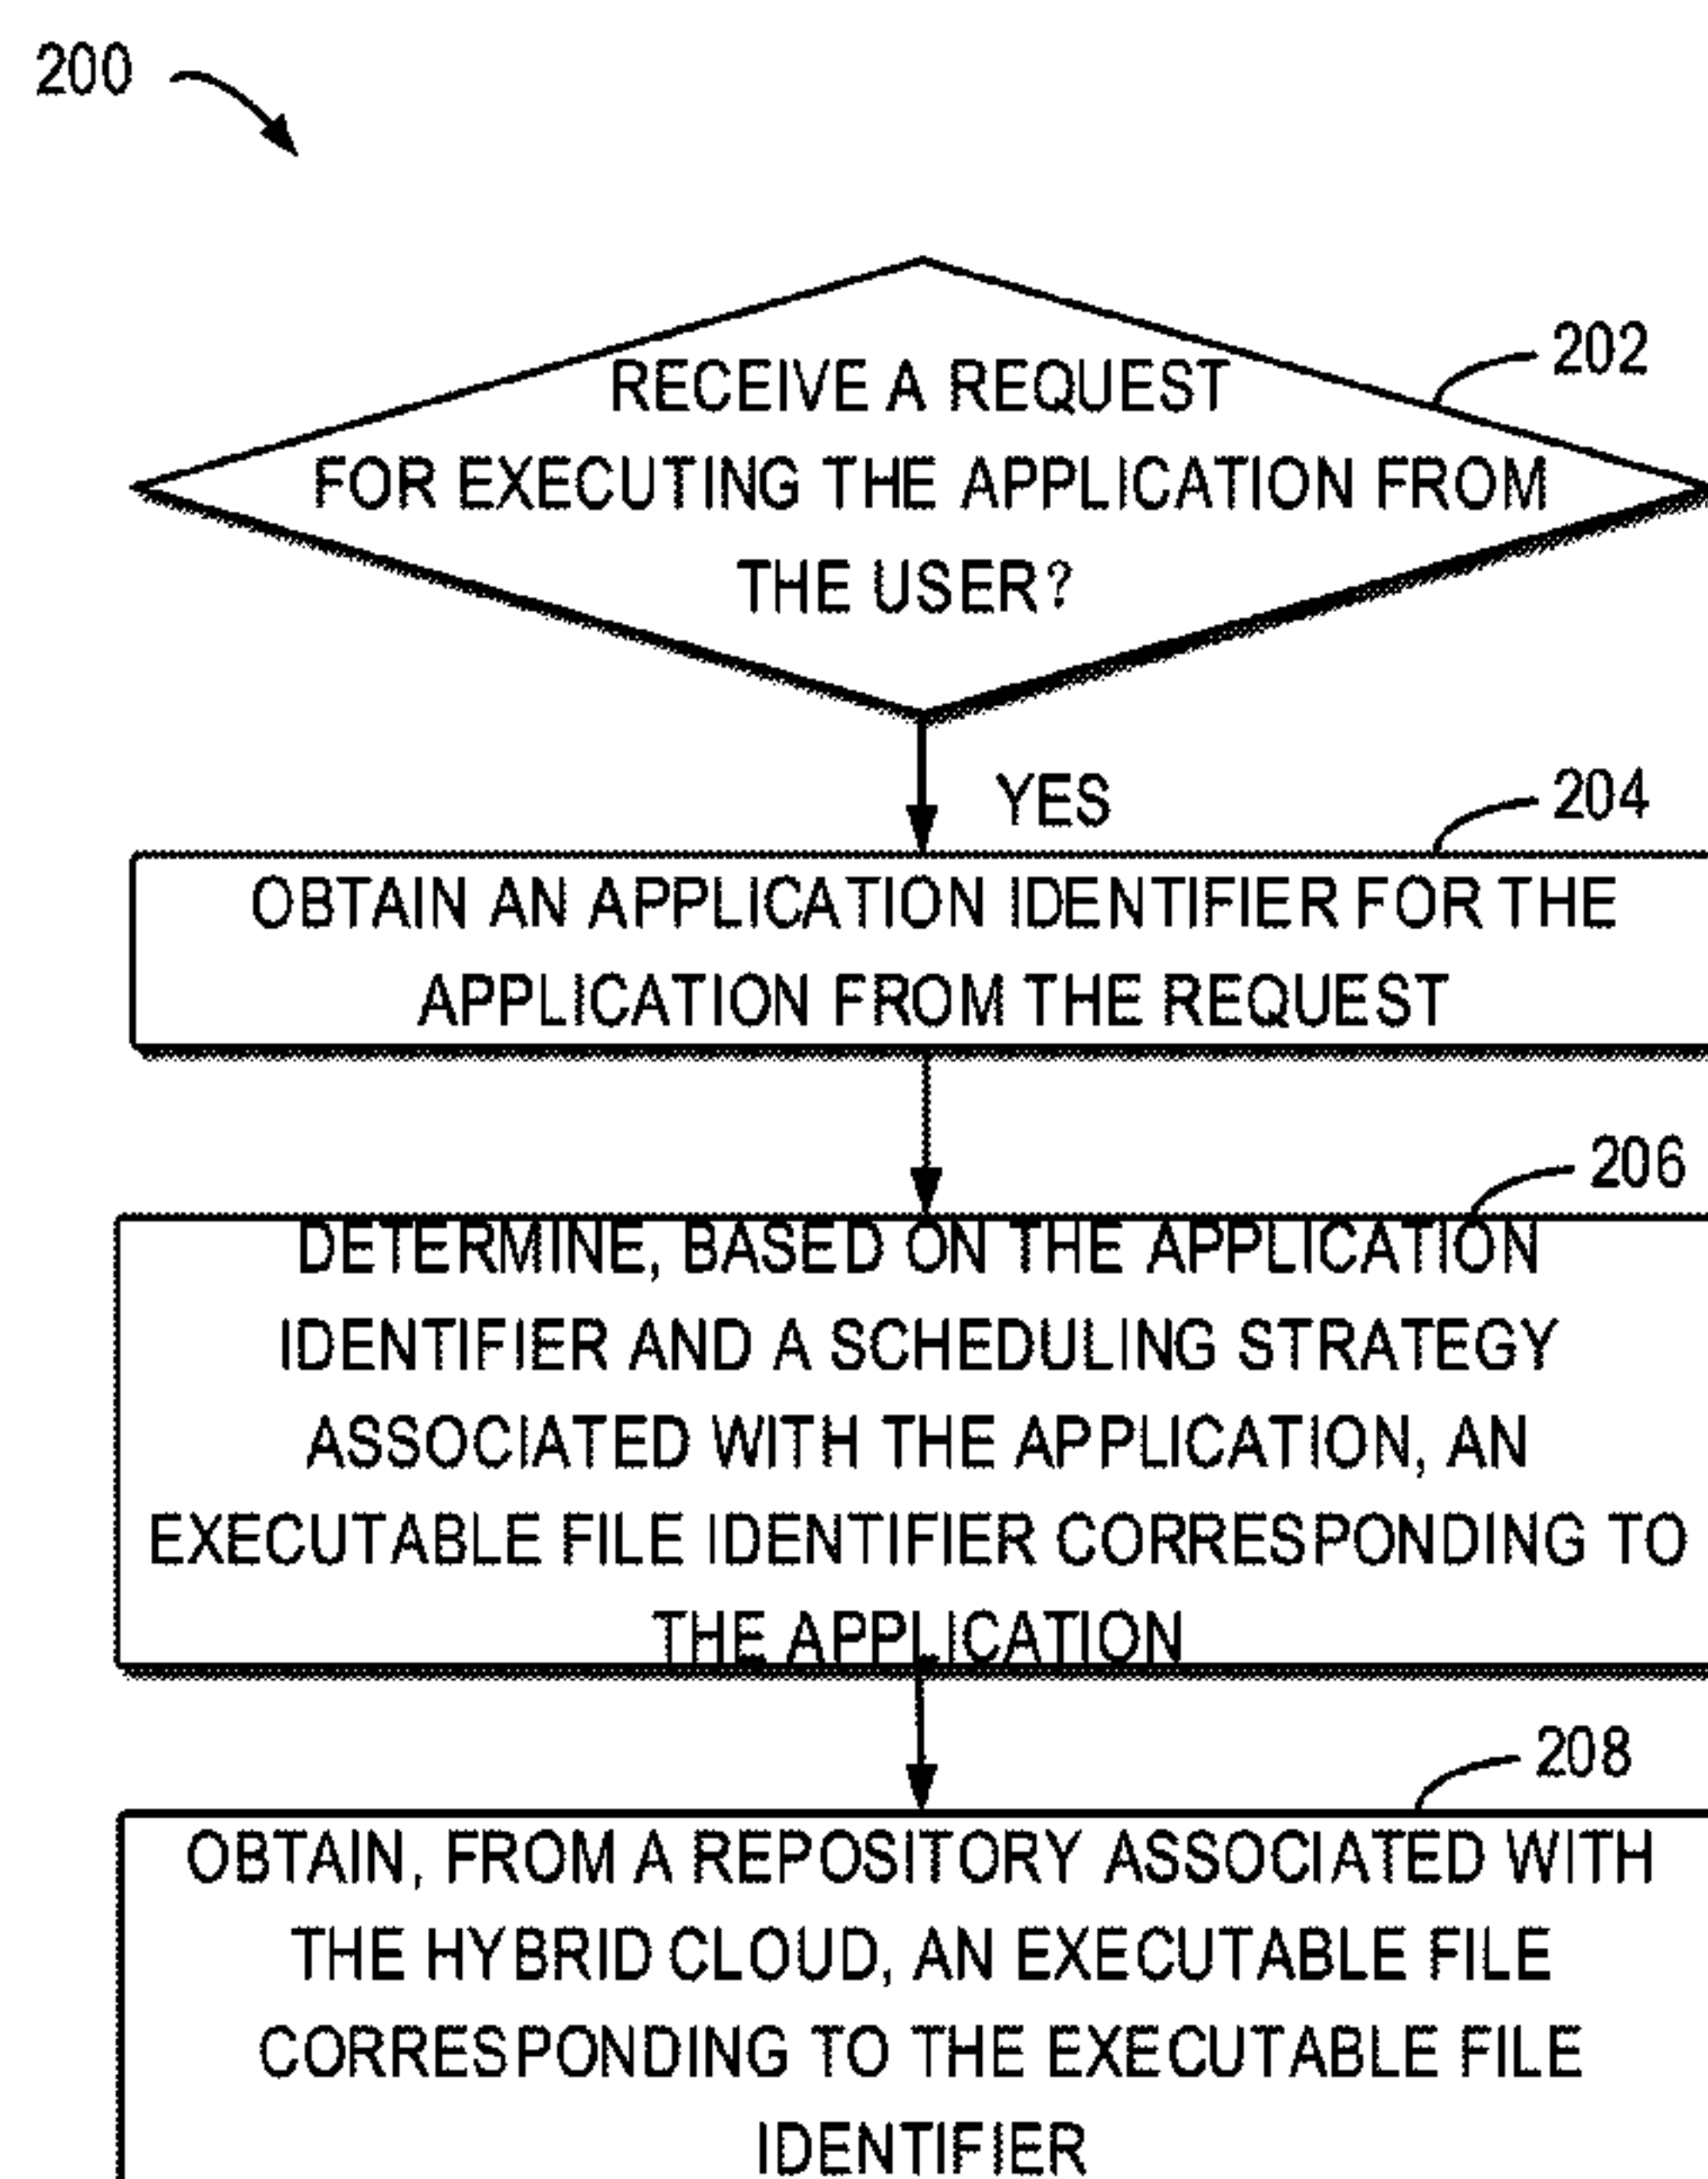 200
202
RECEIVE A REQUEST
FOR EXECUTING THE APPLICATION FROM
THE USER?
YES
204
OBTAIN AN APPLICATION IDENTIFIER FOR THE
APPLICATION FROM THE REQUEST
206
DETERMINE, BASED ON THE APPLICATION
IDENTIFIER AND A SCHEDULING STRATEGY
ASSOCIATED WITH THE APPLICATION, AN
EXECUTABLE FILE IDENTIFIER CORRESPONDING TO
THE APPLICATION
208
OBTAIN, FROM A REPOSITORY ASSOCIATED WITH
THE HYBRID CLOUD, AN EXECUTABLE FILE
CORRESPONDING TO THE EXECUTABLE FILE
IDENTIFIER